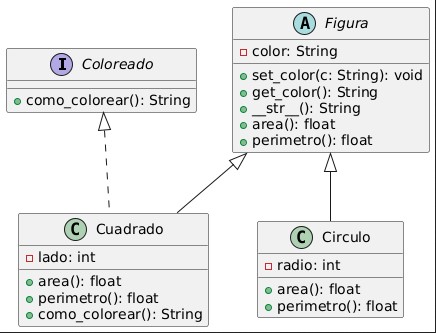 I Coloreado
como_colorear(): String
A Figura
color: String
set_color(c: String): void
get_color(): String
__str__(): String
area(): float
perimetro(): float
C Cuadrado
lado: int
area(): float
perimetro(): float
como_colorear(): String
C Circulo
radio: int
area(): float
perimetro(): float